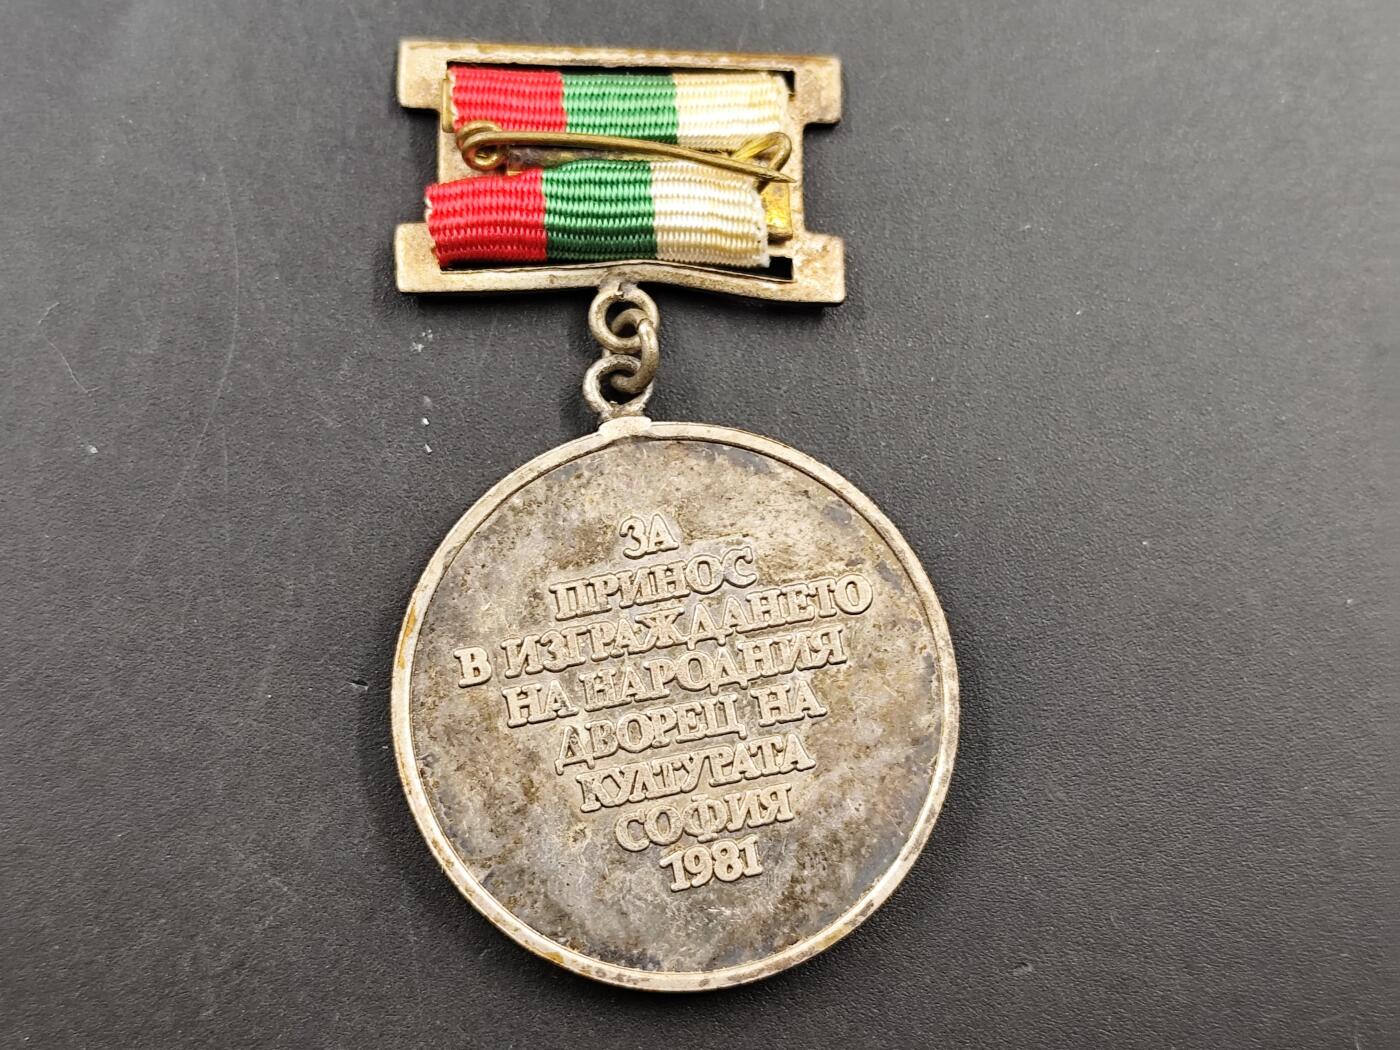 ЗА
ПРИНОС
В ИЗГРАЖДАНЕТО
НА НАРОДНИЯ
ДВОРЕЦ НА
КУЛТУРАТА
СОФИЯ
1981